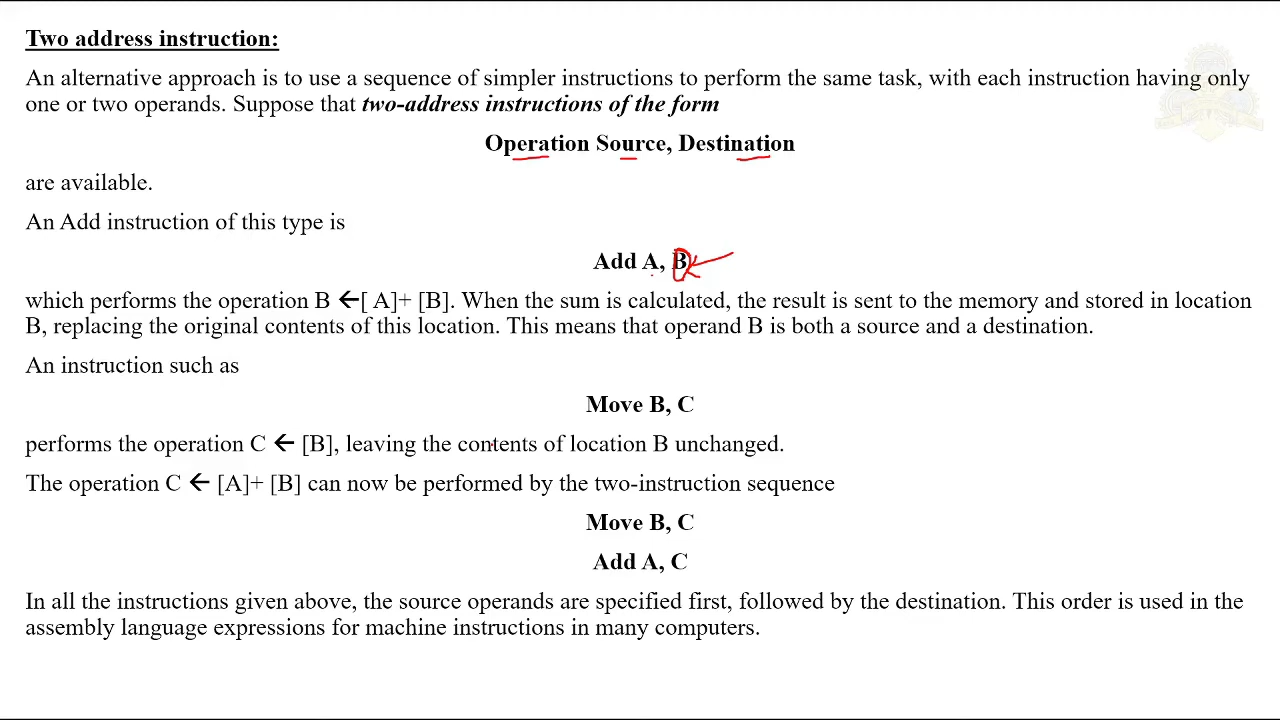 Two address instruction:
An alternative approach is to use a sequence of simpler instructions to perform the same task, with each instruction having only
one or two operands. Suppose that two-address instructions of the form
Operation Source, Destination
are available.
An Add instruction of this type is
Add A, B
which performs the operation B ←[ A]+ [B]. When the sum is calculated, the result is sent to the memory and stored in location
B, replacing the original contents of this location. This means that operand B is both a source and a destination.
An instruction such as
Move B, C
performs the operation C ← [B], leaving the contents of location B unchanged.
The operation C ← [A]+ [B] can now be performed by the two-instruction sequence
Move B, C
Add A, C
In all the instructions given above, the source operands are specified first, followed by the destination. This order is used in the
assembly language expressions for machine instructions in many computers.